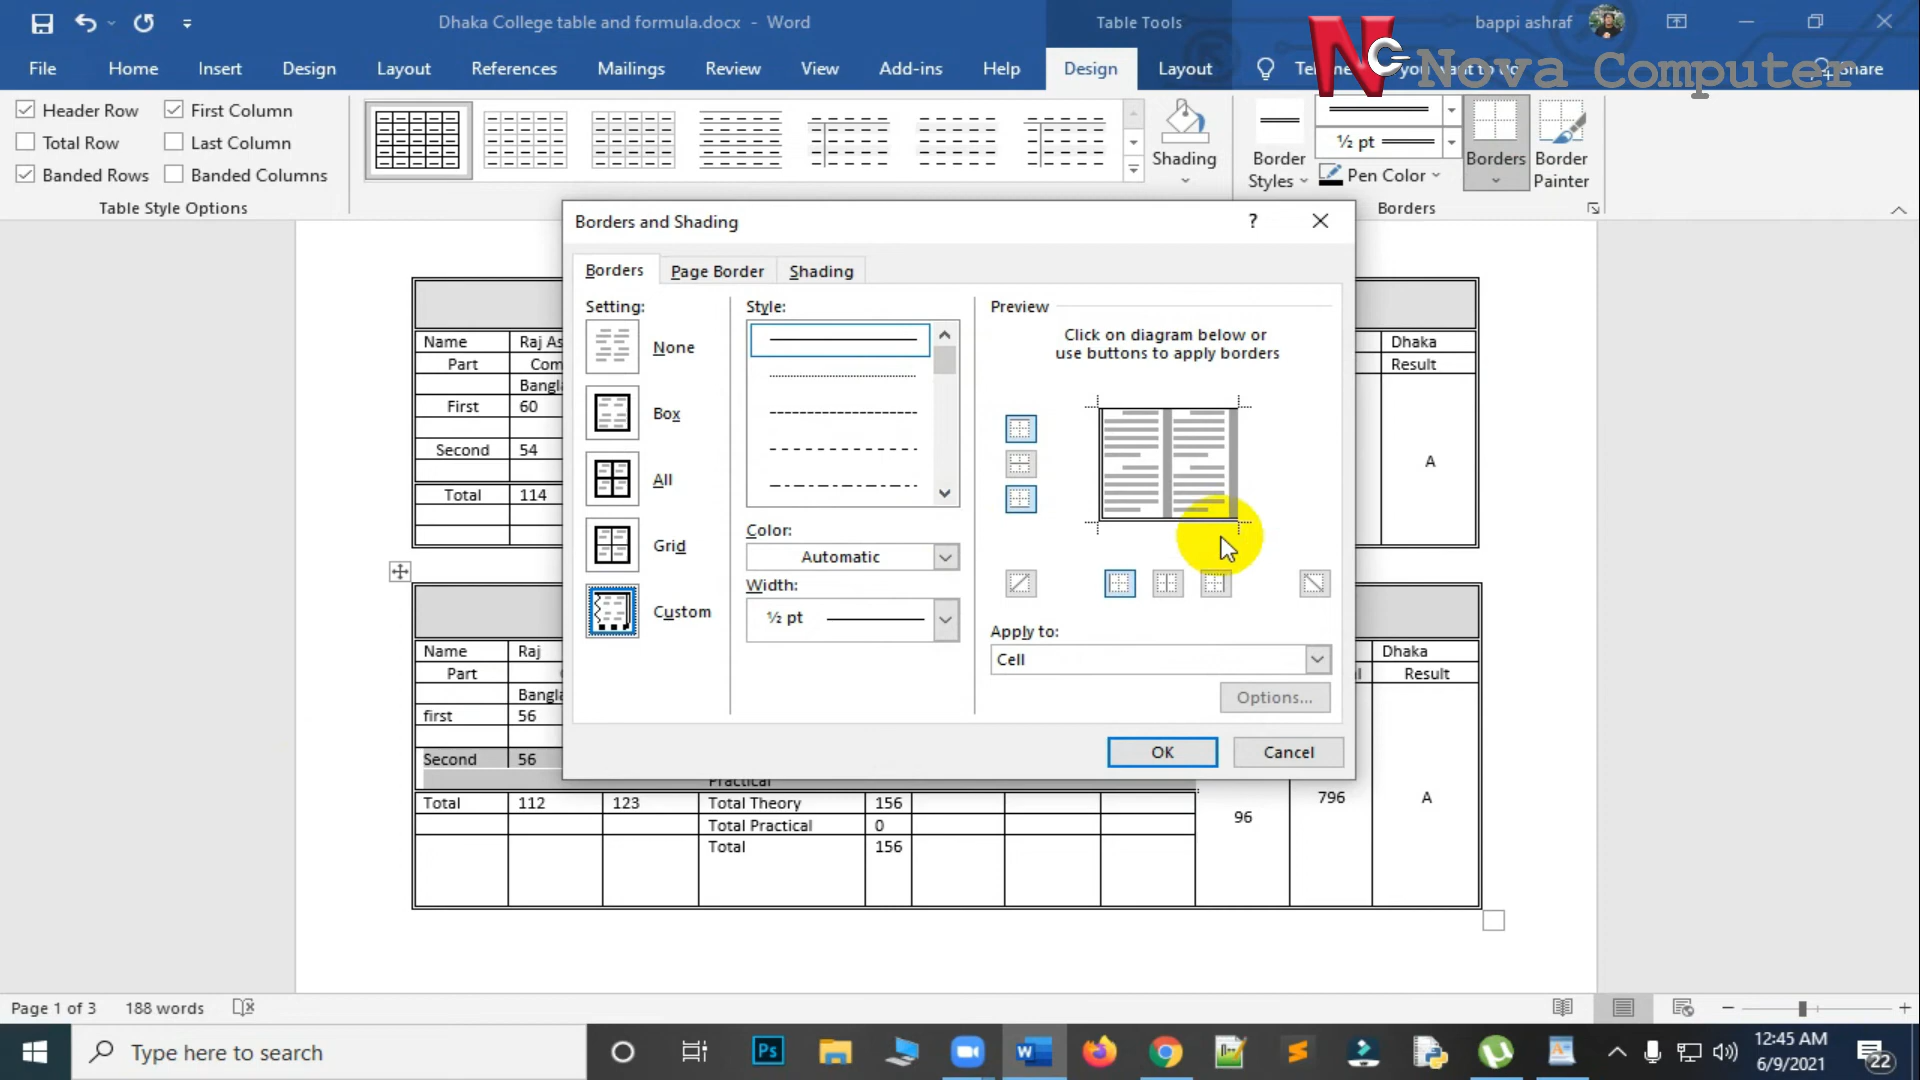 Dhaka College table and formula.docx - Word
Table Tools
bappi ashraf
File Home Insert Design Layout References Mailings Review View Add-ins Help Design Layout
Nova Computer
Share
Header Row
First Column
Total Row
Last Column
Banded Rows
Banded Columns
Table Style Options
Shading
Border Styles
½ pt
Pen Color
Borders
Border Painter
Borders
Borders and Shading
?
Borders
Page Border
Shading
Setting:
None
Box
All
Grid
Custom
Style:
Color:
Automatic
Width:
½ pt
Preview
Click on diagram below or
use buttons to apply borders
Apply to:
Cell
Options...
OK
Cancel
Name
Dhaka
Part
Result
First 60
Second 54
A
Total 114
Name Raj
Dhaka
Part
Result
first 56
Second 56
Practical
Total 112 123 Total Theory 156
796 A
96
Total Practical 0
Total 156
Page 1 of 3 188 words
Type here to search
Ps
12:45 AM
6/9/2021
22